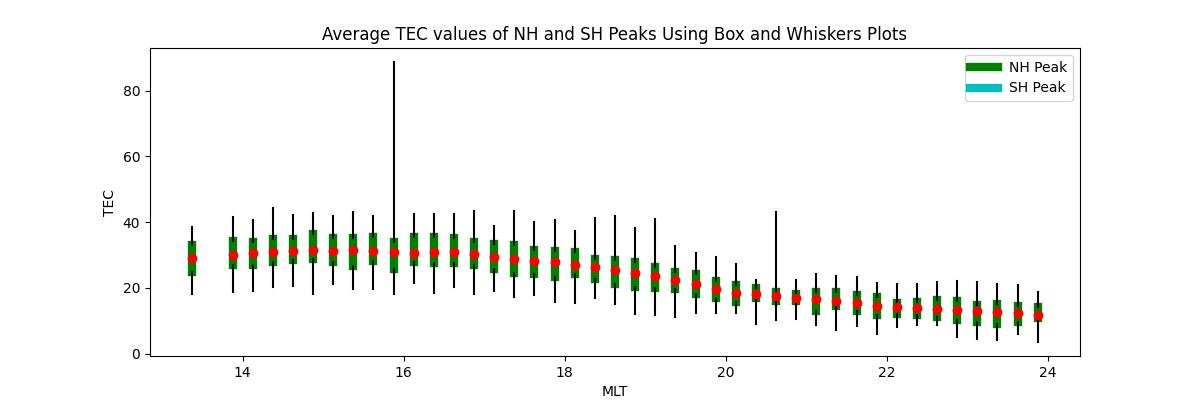 Average TEC values of NH and SH Peaks Using Box and Whiskers Plots
NH Peak
SH Peak
80
60
40
20
0
TEC
14 16 18 20 22 24
MLT